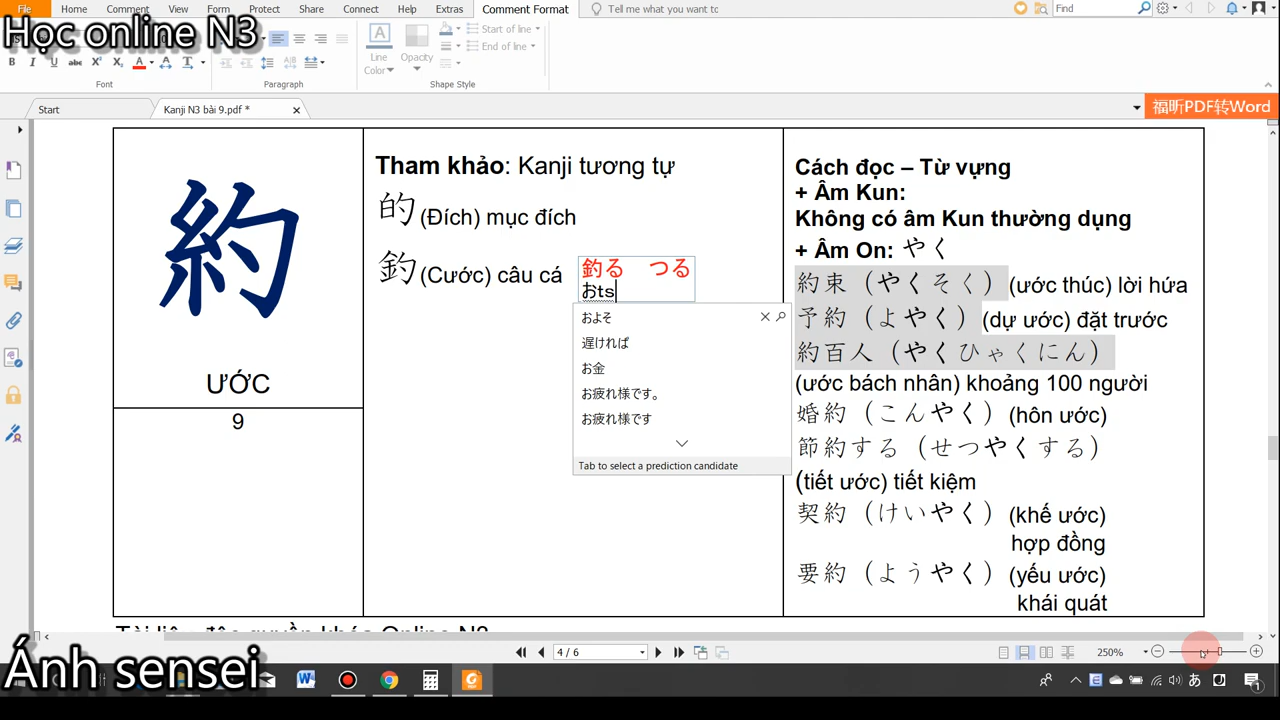 File Home Comment View Form Protect Share Connect Help Extras Comment Format Tell me what you want tc Find
Học online N3
Line Color
Opacity
Start of line
End of line
Font Paragraph Shape Style
Start Kanji N3 bài 9.pdf * 福昕PDF转Word
約
ƯỚC
9
Tham khảo: Kanji tương tự
的 (Đích) mục đích
釣 (Cước) câu cá
釣る つる
おts
およそ
遅ければ
お金
お疲れ様です。
お疲れ様です
Tab to select a prediction candidate
Cách đọc – Từ vựng
+ Âm Kun:
Không có âm Kun thường dụng
+ Âm On: やく
約束（やくそく）(ước thúc) lời hứa
予約（よやく）(dự ước) đặt trước
約百人（やくひゃくにん）
(ước bách nhân) khoảng 100 người
婚約（こんやく）(hôn ước)
節約する（せつやくする）
(tiết ước) tiết kiệm
契約（けいやく）(khế ước)
hợp đồng
要約（ようやく）(yếu ước)
khái quát
Tài liệu độc quyền khóa Online N3
4 / 6 250%
Ánh sensei